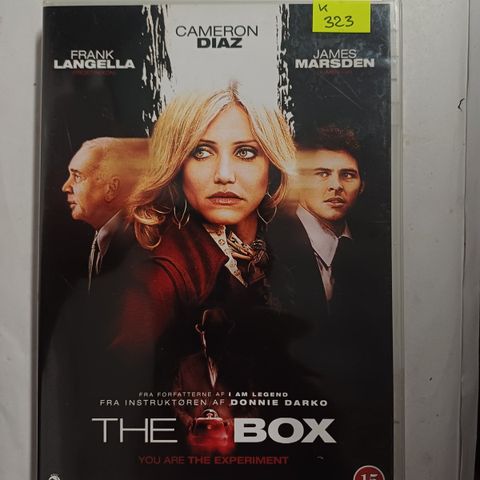 K
323
CAMERON
DIAZ
FRANK
LANGELLA
JAMES
MARSDEN
FRA FORFATTERNE AF I AM LEGEND
FRA INSTRUKTØREN AF DONNIE DARKO
THE BOX
YOU ARE THE EXPERIMENT
15